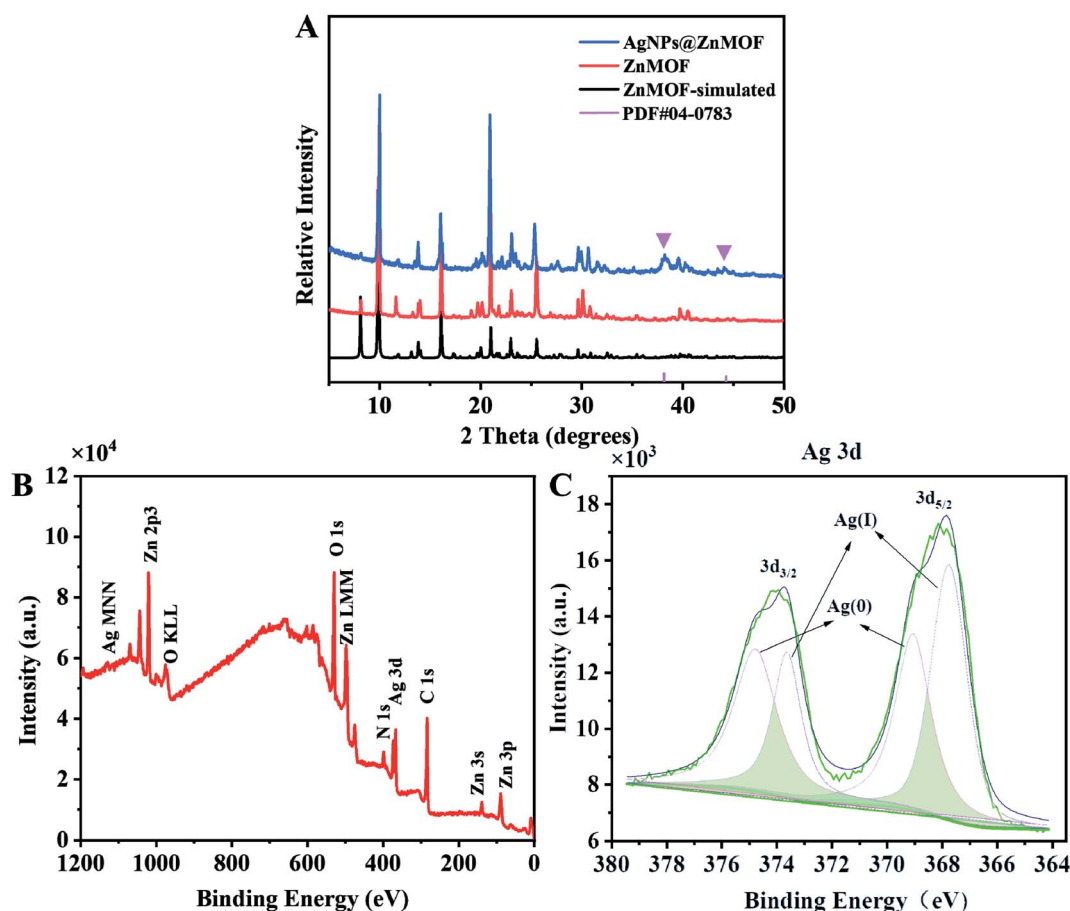 A
AgNPs@ZnMOF
ZnMOF
ZnMOF-simulated
PDF#04-0783
Relative Intensity
10 20 30 40 50
2 Theta (degrees)
B
×10⁴
12
10
8
6
4
2
0
Intensity (a.u.)
Ag MNN
Zn 2p3
O KLL
O 1s
Zn LMM
N 1s
Ag 3d
C 1s
Zn 3s
Zn 3p
1200 1000 800 600 400 200 0
Binding Energy (eV)
C
×10³
Ag 3d
18
16
14
12
10
8
6
Intensity (a.u.)
3d₃/₂
Ag(I)
Ag(0)
3d₅/₂
380 378 376 374 372 370 368 366 364
Binding Energy（eV)